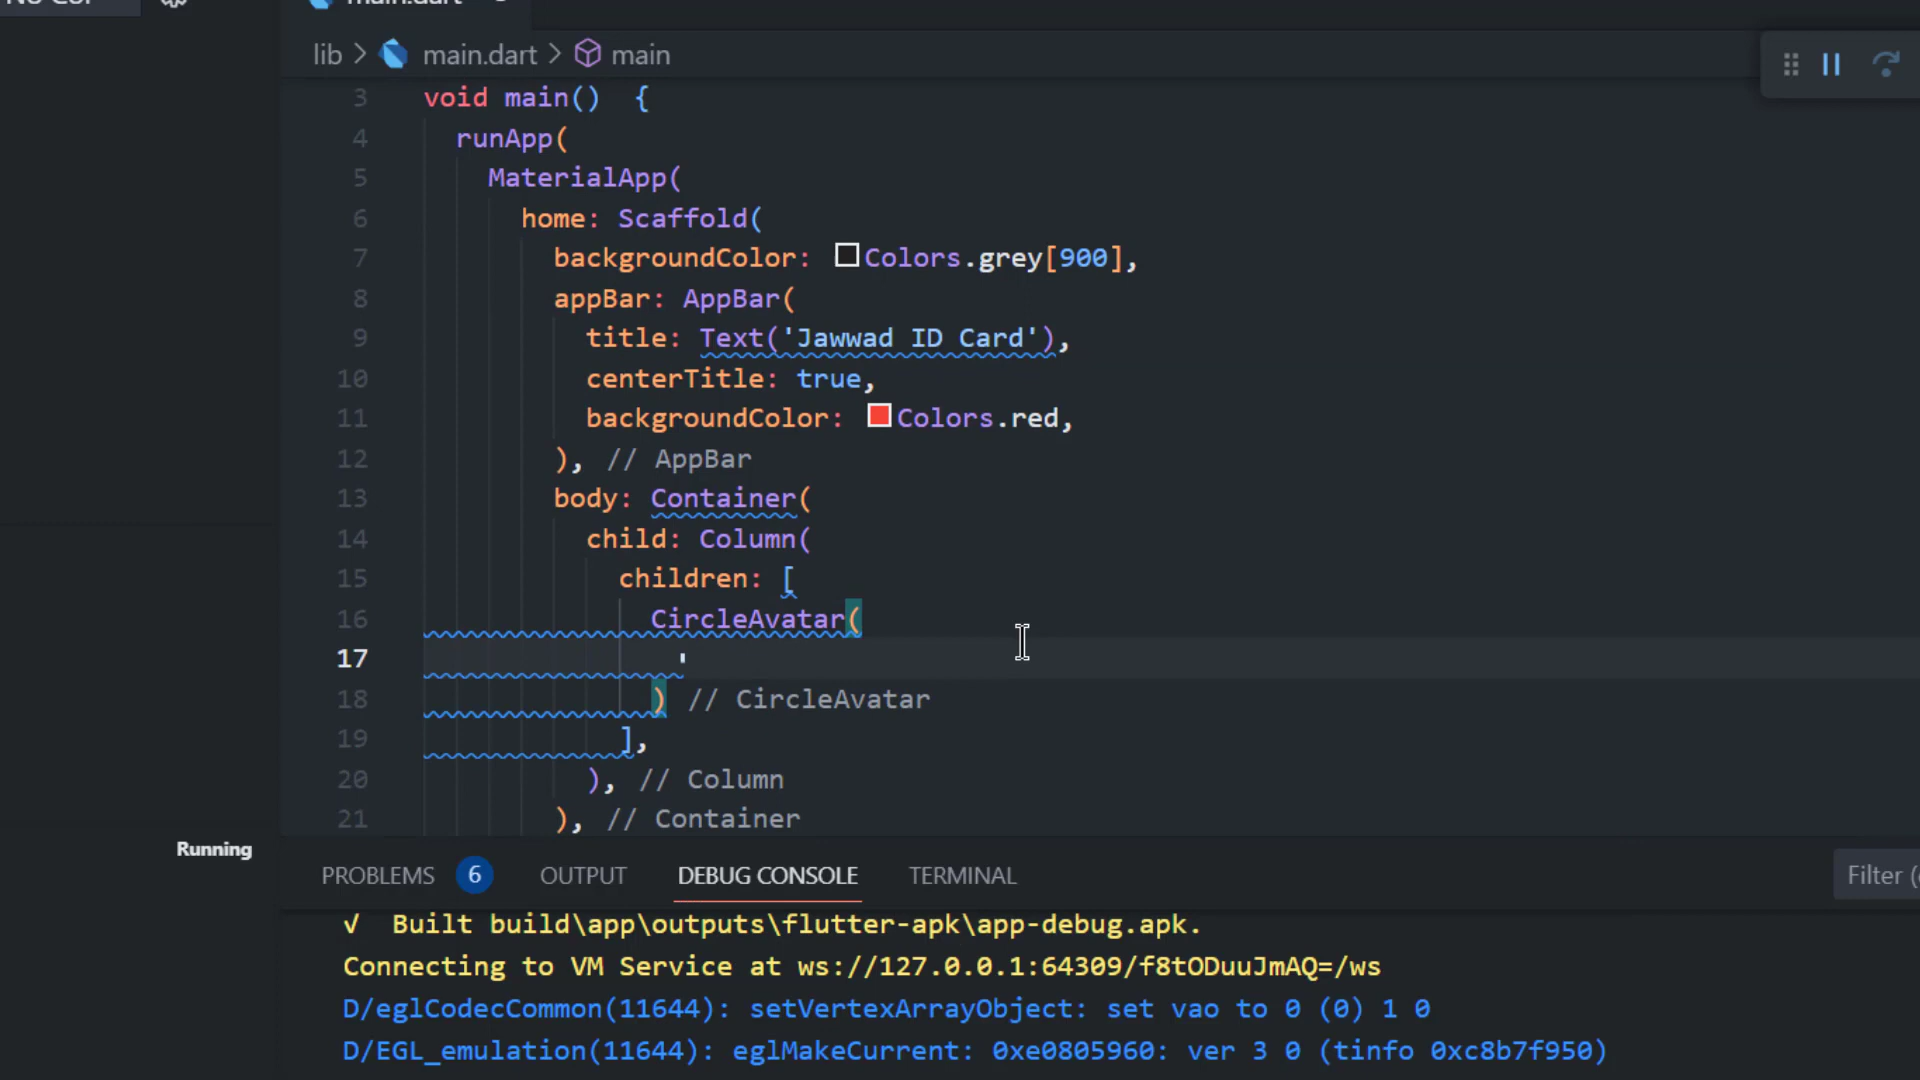 lib > main.dart > main
3 void main() {
4 runApp(
5 MaterialApp(
6 home: Scaffold(
7 backgroundColor: Colors.grey[900],
8 appBar: AppBar(
9 title: Text('Jawwad ID Card'),
10 centerTitle: true,
11 backgroundColor: Colors.red,
12 ), // AppBar
13 body: Container(
14 child: Column(
15 children: [
16 CircleAvatar(
17 '
18 ) // CircleAvatar
19 ],
20 ), // Column
21 ), // Container
Running
PROBLEMS 6 OUTPUT DEBUG CONSOLE TERMINAL Filter (
√ Built build\app\outputs\flutter-apk\app-debug.apk.
Connecting to VM Service at ws://127.0.0.1:64309/f8tODuuJmAQ=/ws
D/eglCodecCommon(11644): setVertexArrayObject: set vao to 0 (0) 1 0
D/EGL_emulation(11644): eglMakeCurrent: 0xe0805960: ver 3 0 (tinfo 0xc8b7f950)